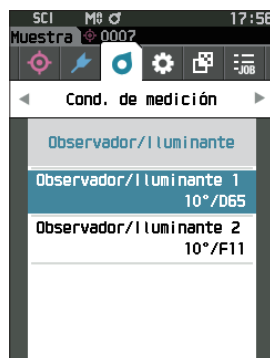 SCI M/I 17:56
Muestra 0007
-JOB
Cond. de medición
Observador/Iluminante
Observador/Iluminante 1
10°/D65
Observador/Iluminante 2
10°/F11